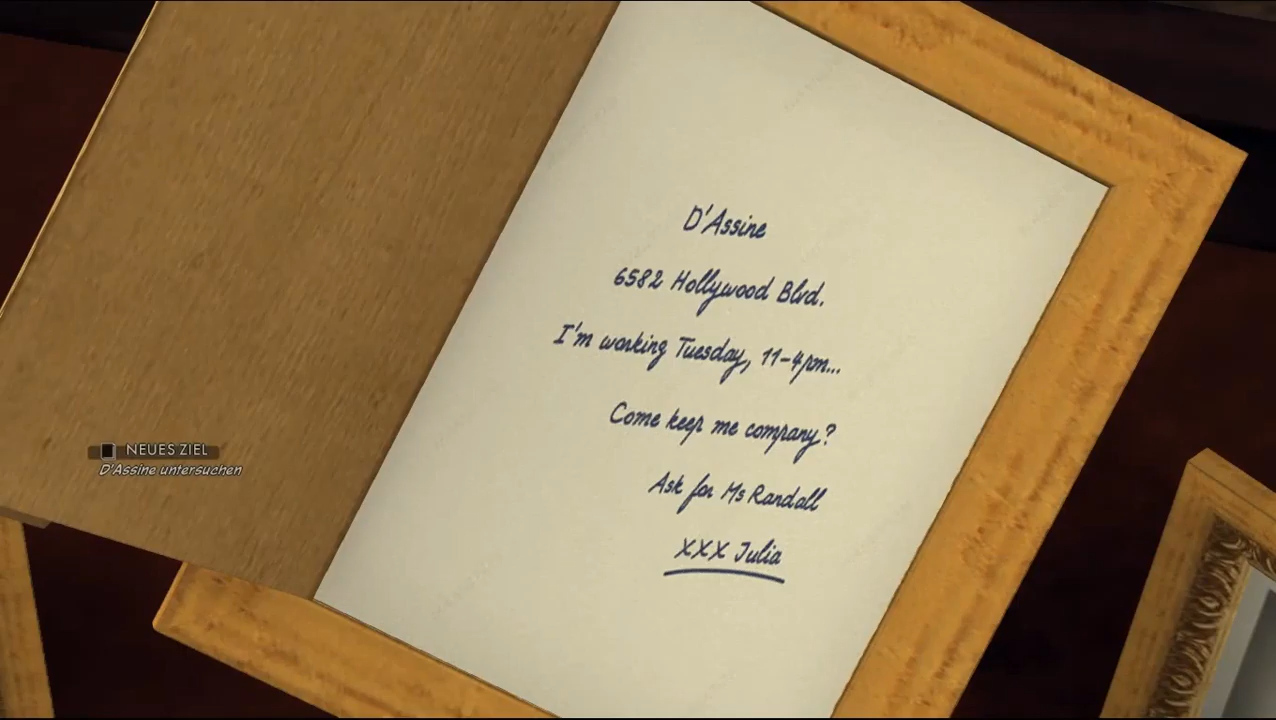 D'Assine
6582 Hollywood Blvd.
I'm working Tuesday, 11-4pm...
Come keep me company?
Ask for Ms Randall
XXX Julia
NEUES ZIEL
D'Assine untersuchen